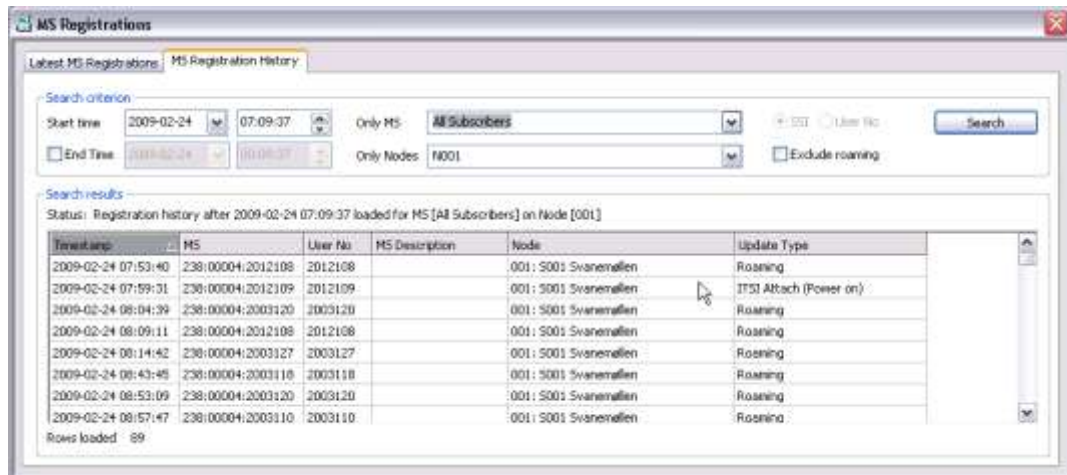 MS Registrations
Latest MS Registrations MS Registration History
Search criterion
Start time 2009-02-24 07:09:37 Only MS All Subscribers SSI User No Search
End Time 2009-02-24 Only Nodes N001 Exclude roaming
Search results
Status: Registration history after 2009-02-24 07:09:37 loaded for MS [All Subscribers] on Node [001]
Timestamp MS User No MS Description Node Update Type
2009-02-24 07:53:40 238:00004:2012108 2012108 001: S001 Svanemøllen Roaming
2009-02-24 07:59:31 238:00004:2012109 2012109 001: S001 Svanemøllen ITSI Attach (Power on)
2009-02-24 08:04:39 238:00004:2003120 2003120 001: S001 Svanemøllen Roaming
2009-02-24 08:09:11 238:00004:2012108 2012108 001: S001 Svanemøllen Roaming
2009-02-24 08:14:42 238:00004:2003127 2003127 001: S001 Svanemøllen Roaming
2009-02-24 08:43:45 238:00004:2003118 2003118 001: S001 Svanemøllen Roaming
2009-02-24 08:53:09 238:00004:2003120 2003120 001: S001 Svanemøllen Roaming
2009-02-24 08:57:47 238:00004:2003110 2003110 001: S001 Svanemøllen Roaming
Rows loaded 89